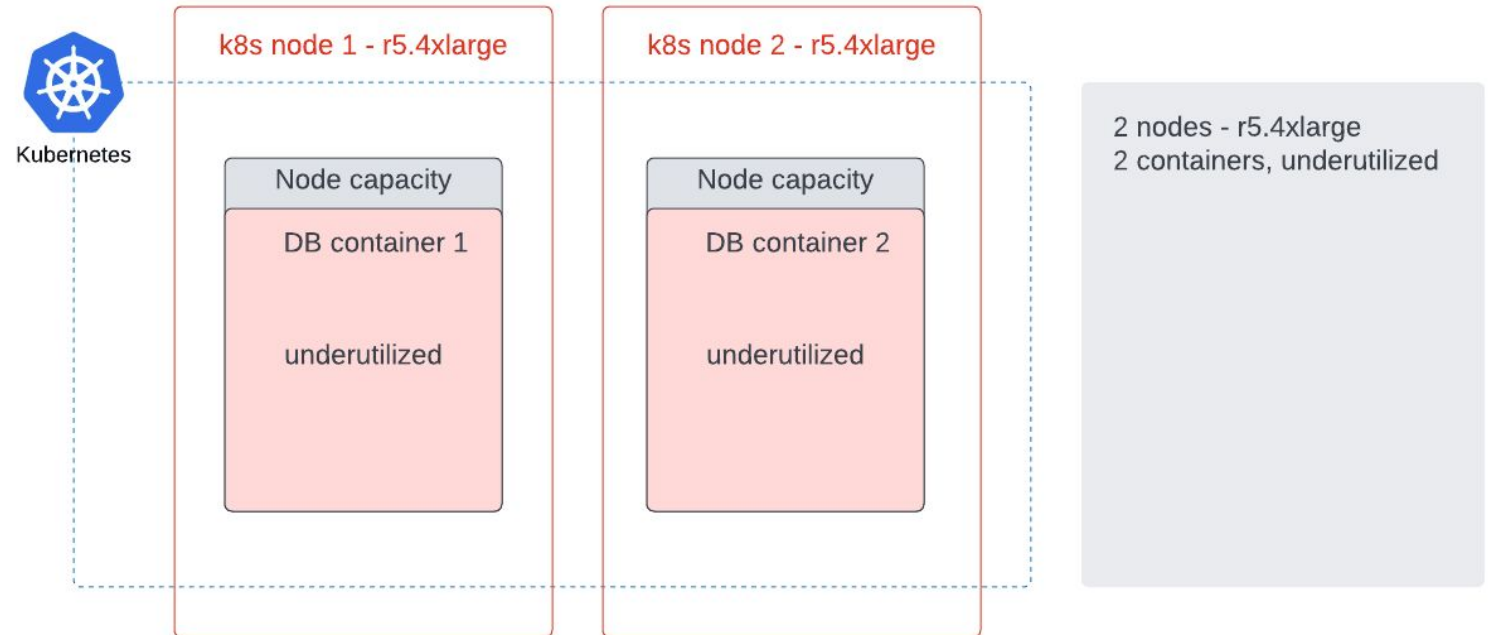 k8s node 1 - r5.4xlarge
k8s node 2 - r5.4xlarge
Kubernetes
Node capacity
DB container 1
underutilized
Node capacity
DB container 2
underutilized
2 nodes - r5.4xlarge
2 containers, underutilized